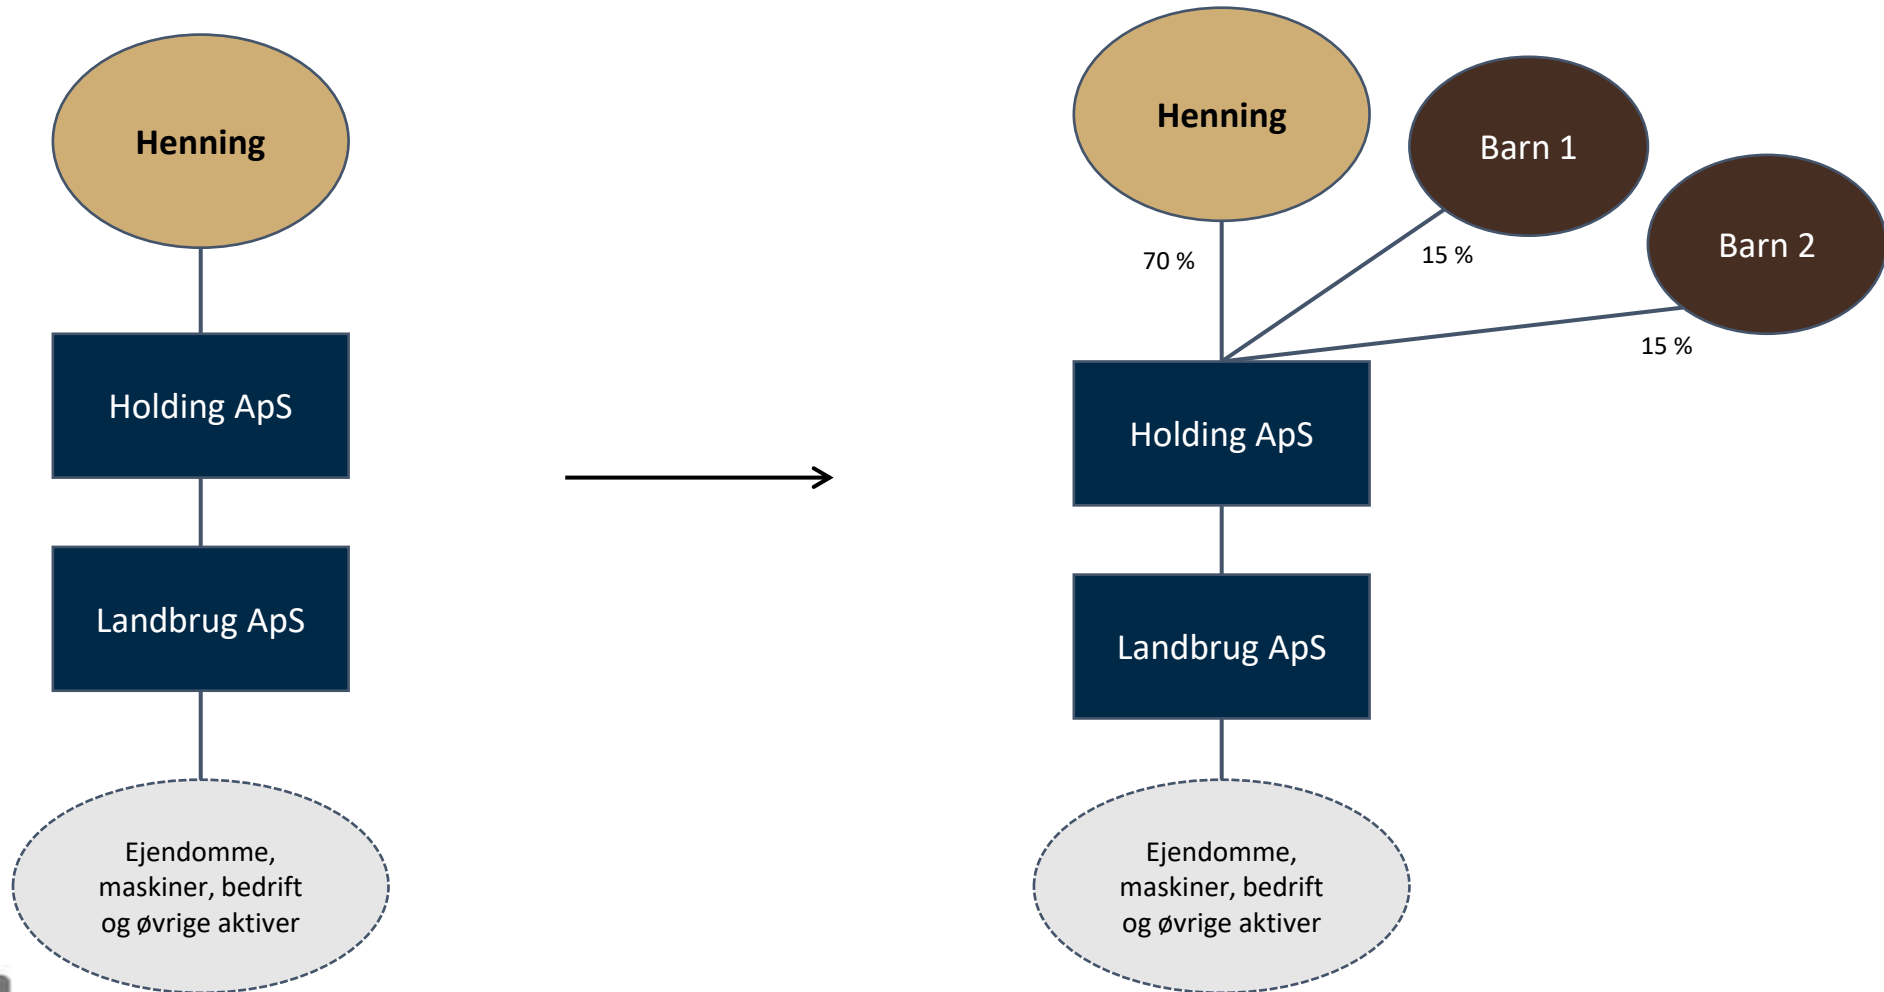 Henning
Holding ApS
Landbrug ApS
Ejendomme,
maskiner, bedrift
og øvrige aktiver
Henning
Barn 1
Barn 2
70 %
15 %
15 %
Holding ApS
Landbrug ApS
Ejendomme,
maskiner, bedrift
og øvrige aktiver